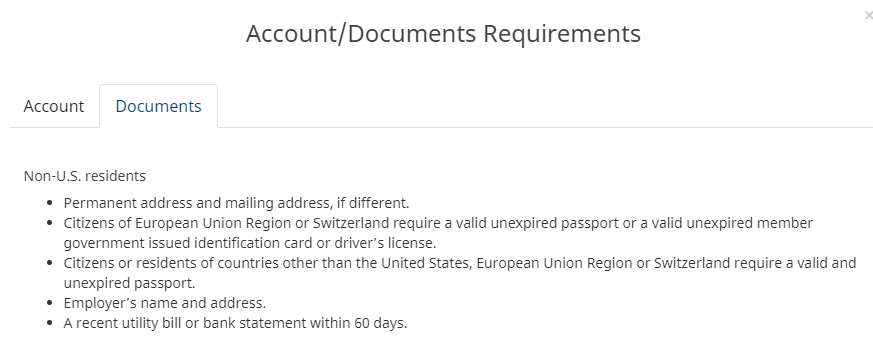 ×
Account/Documents Requirements
Account Documents
Non-U.S. residents
• Permanent address and mailing address, if different.
• Citizens of European Union Region or Switzerland require a valid unexpired passport or a valid unexpired member
government issued identification card or driver’s license.
• Citizens or residents of countries other than the United States, European Union Region or Switzerland require a valid and
unexpired passport.
• Employer’s name and address.
• A recent utility bill or bank statement within 60 days.